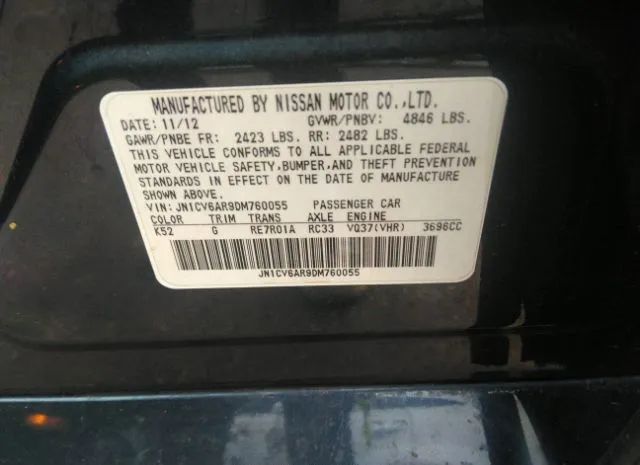 MANUFACTURED BY NISSAN MOTOR CO.,LTD.
DATE: 11/12 GVWR/PNBV: 4846 LBS.
GAWR/PNBE FR: 2423 LBS. RR: 2482 LBS.
THIS VEHICLE CONFORMS TO ALL APPLICABLE FEDERAL
MOTOR VEHICLE SAFETY,BUMPER,AND THEFT PREVENTION
STANDARDS IN EFFECT ON THE DATE OF MANUFACTURE
SHOWN ABOVE.
VIN: JN1CV6AR9DM760055 PASSENGER CAR
COLOR TRIM TRANS AXLE ENGINE
K52 G RE7R01A RC33 VQ37(VHR) 3696CC
JN1CV6AR9DM760055